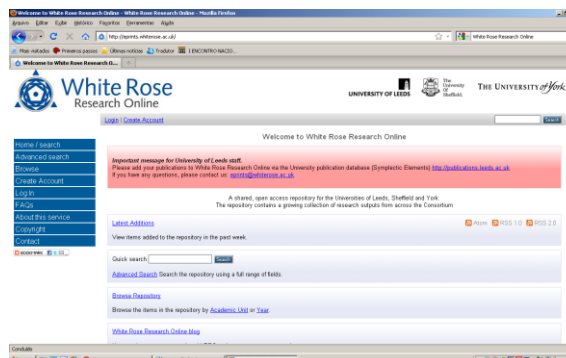 Welcome to White Rose Research Online - White Rose Research Online - Mozilla Firefox
Arquivo Editar Exibir Histórico Favoritos Ferramentas Ajuda
http://eprints.whiterose.ac.uk/
White Rose Research Online
Mais visitados Primeiros passos Últimas notícias Tradutor I ENCONTRO NACIO...
Welcome to White Rose Research O...
White Rose
Research Online
UNIVERSITY OF LEEDS
The University Of Sheffield.
THE UNIVERSITY of York
Login | Create Account
Search
Welcome to White Rose Research Online
Home / search
Advanced search
Browse
Create Account
Log In
FAQs
About this service
Copyright
Contact
Important message for University of Leeds staff.
Please add your publications to White Rose Research Online via the University publication database (Symplectic Elements) http://publications.leeds.ac.uk.
If you have any questions, please contact us: eprints@whiterose.ac.uk
A shared, open access repository for the Universities of Leeds, Sheffield and York.
The repository contains a growing collection of research outputs from across the Consortium
Latest Additions
Atom RSS 1.0 RSS 2.0
View items added to the repository in the past week.
Quick search
Search
Advanced Search Search the repository using a full range of fields.
Browse Repository
Browse the items in the repository by Academic Unit or Year.
White Rose Research Online blog
Concluído